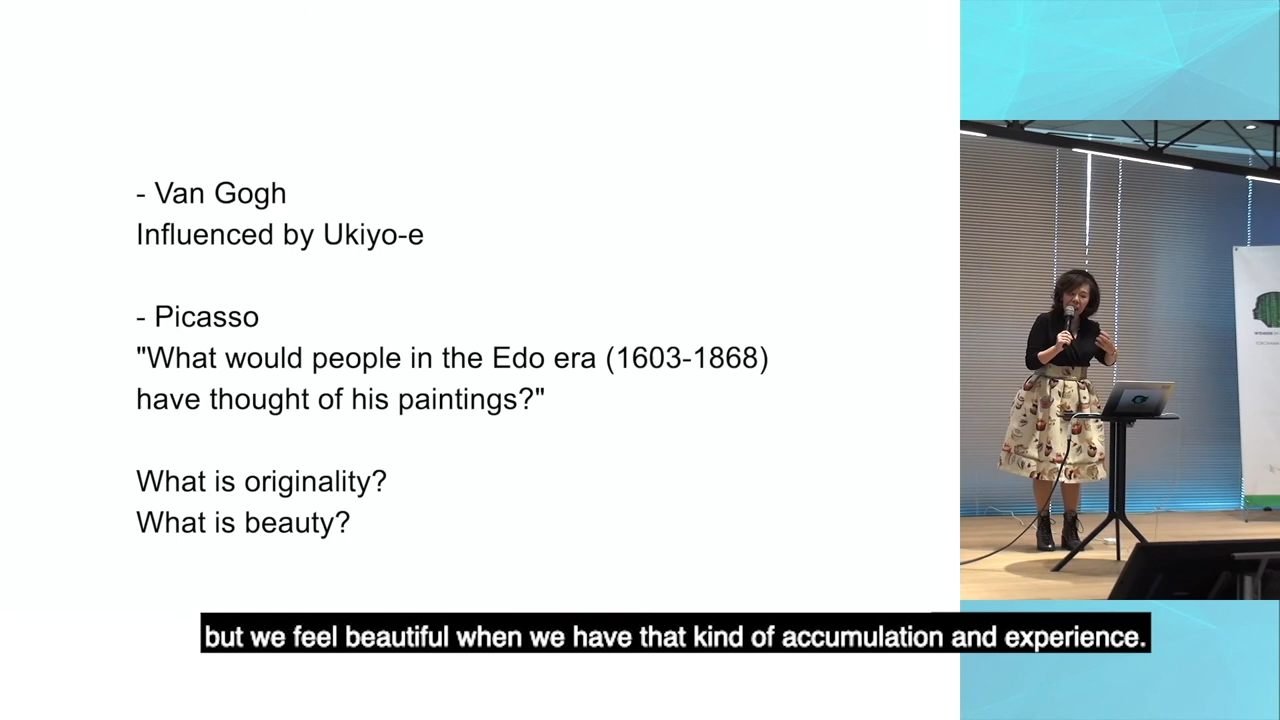 - Van Gogh
Influenced by Ukiyo-e
- Picasso
"What would people in the Edo era (1603-1868)
have thought of his paintings?"
What is originality?
What is beauty?
but we feel beautiful when we have that kind of accumulation and experience.